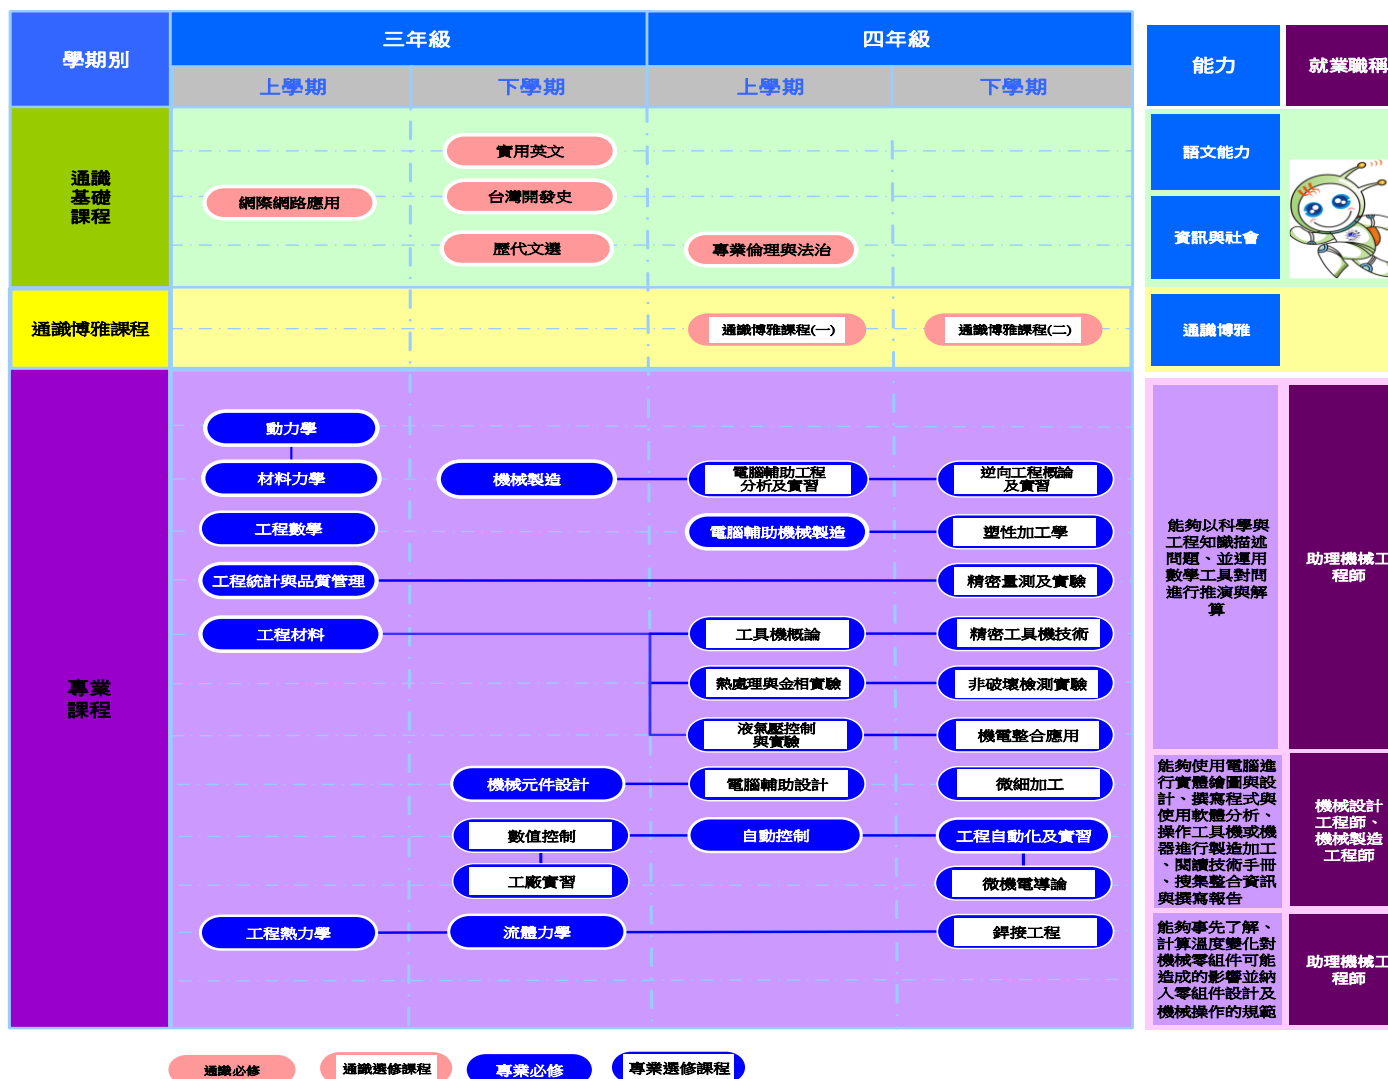 學期別
三年級
四年級
能力
就業職稱
上學期
下學期
上學期
下學期
通識
基礎
課程
實用英文
網際網路應用
台灣開發史
歷代文選
專業倫理與法治
語文能力
資訊與社會
通識博雅課程
通識博雅課程(一)
通識博雅課程(二)
通識博雅
專業
課程
動力學
材料力學
機械製造
電腦輔助工程
分析及實習
逆向工程概論
及實習
工程數學
電腦輔助機械製造
塑性加工學
工程統計與品質管理
精密量測及實驗
工程材料
工具機概論
精密工具機技術
熱處理與金相實驗
非破壞檢測實驗
液氣壓控制
與實驗
機電整合應用
機械元件設計
電腦輔助設計
微細加工
數值控制
自動控制
工程自動化及實習
工廠實習
微機電導論
工程熱力學
流體力學
銲接工程
能夠以科學與
工程知識描述
問題、並運用
數學工具對問
進行推演與解
算
助理機械工
程師
能夠使用電腦進
行實體繪圖與設
計、撰寫程式與
使用軟體分析、
操作工具機或機
器進行製造加工
、閱讀技術手冊
、搜集整合資訊
與撰寫報告
機械設計
工程師、
機械製造
工程師
能夠事先了解、
計算溫度變化對
機械零組件可能
造成的影響並納
入零組件設計及
機械操作的規範
助理機械工
程師
通識必修
通識選修課程
專業必修
專業選修課程